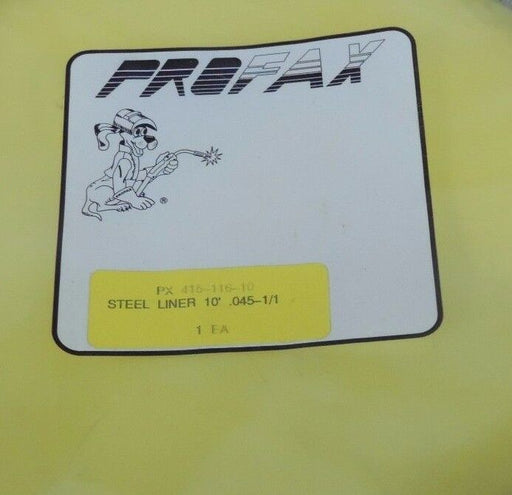 PROFAX
®
PX 415-116-10
STEEL LINER 10' .045-1/1
1 EA